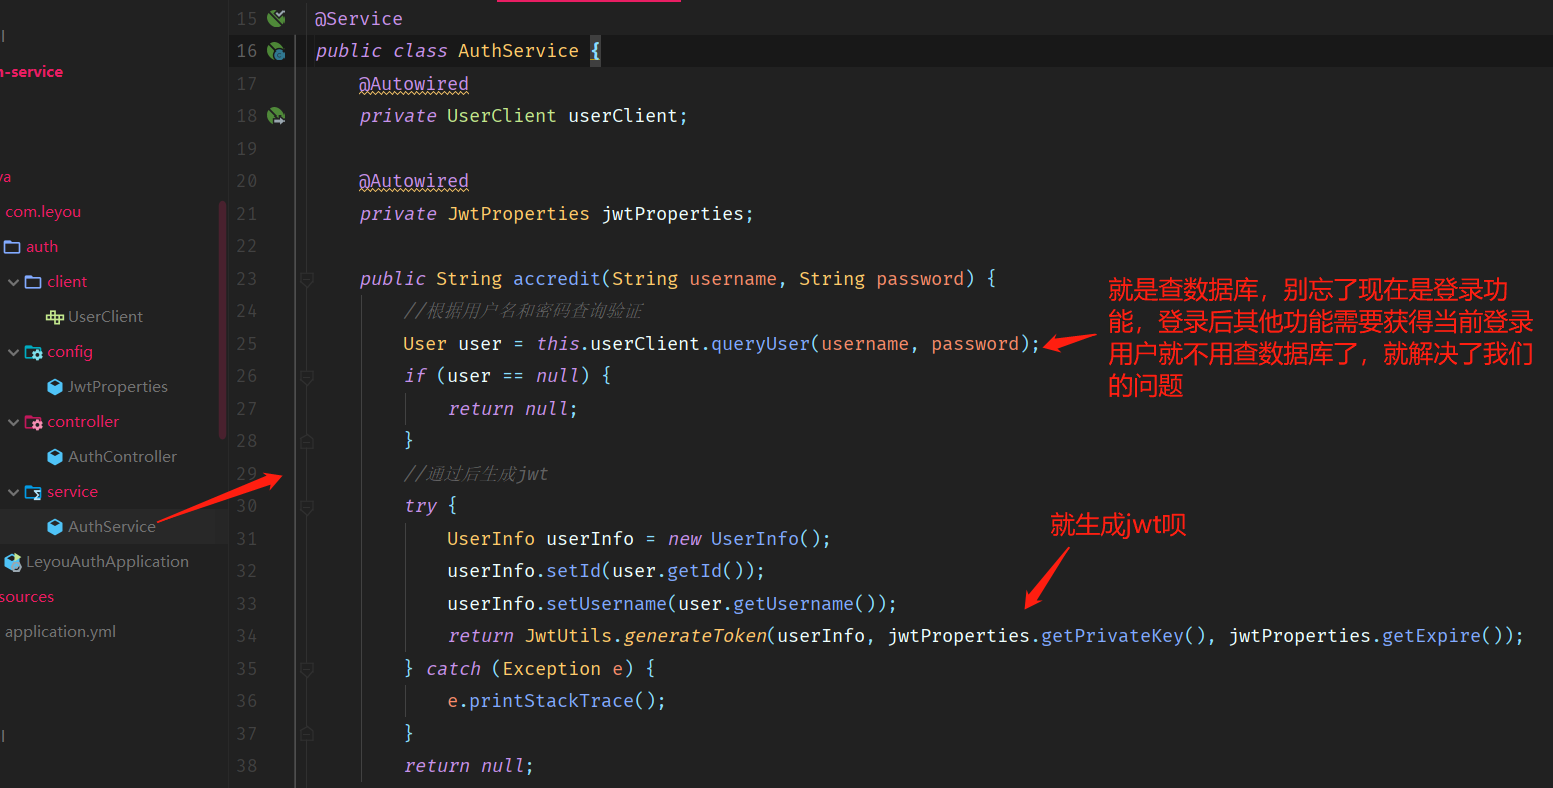 15 @Service
16 public class AuthService {
17 @Autowired
18 private UserClient userClient;
19
20 @Autowired
21 private JwtProperties jwtProperties;
22
23 public String accredit(String username, String password) {
24 //根据用户名和密码查询验证
25 User user = this.userClient.queryUser(username, password);
26 if (user == null) {
27 return null;
28 }
29 //通过后生成jwt
30 try {
31 UserInfo userInfo = new UserInfo();
32 userInfo.setId(user.getId());
33 userInfo.setUsername(user.getUsername());
34 return JwtUtils.generateToken(userInfo, jwtProperties.getPrivateKey(), jwtProperties.getExpire());
35 } catch (Exception e) {
36 e.printStackTrace();
37 }
38 return null;
就是查数据库，别忘了现在是登录功
能，登录后其他功能需要获得当前登录
用户就不用查数据库了，就解决了我们
的问题
就生成jwt呗
n-service
va
com.leyou
auth
client
UserClient
config
JwtProperties
controller
AuthController
service
AuthService
LeyouAuthApplication
sources
application.yml